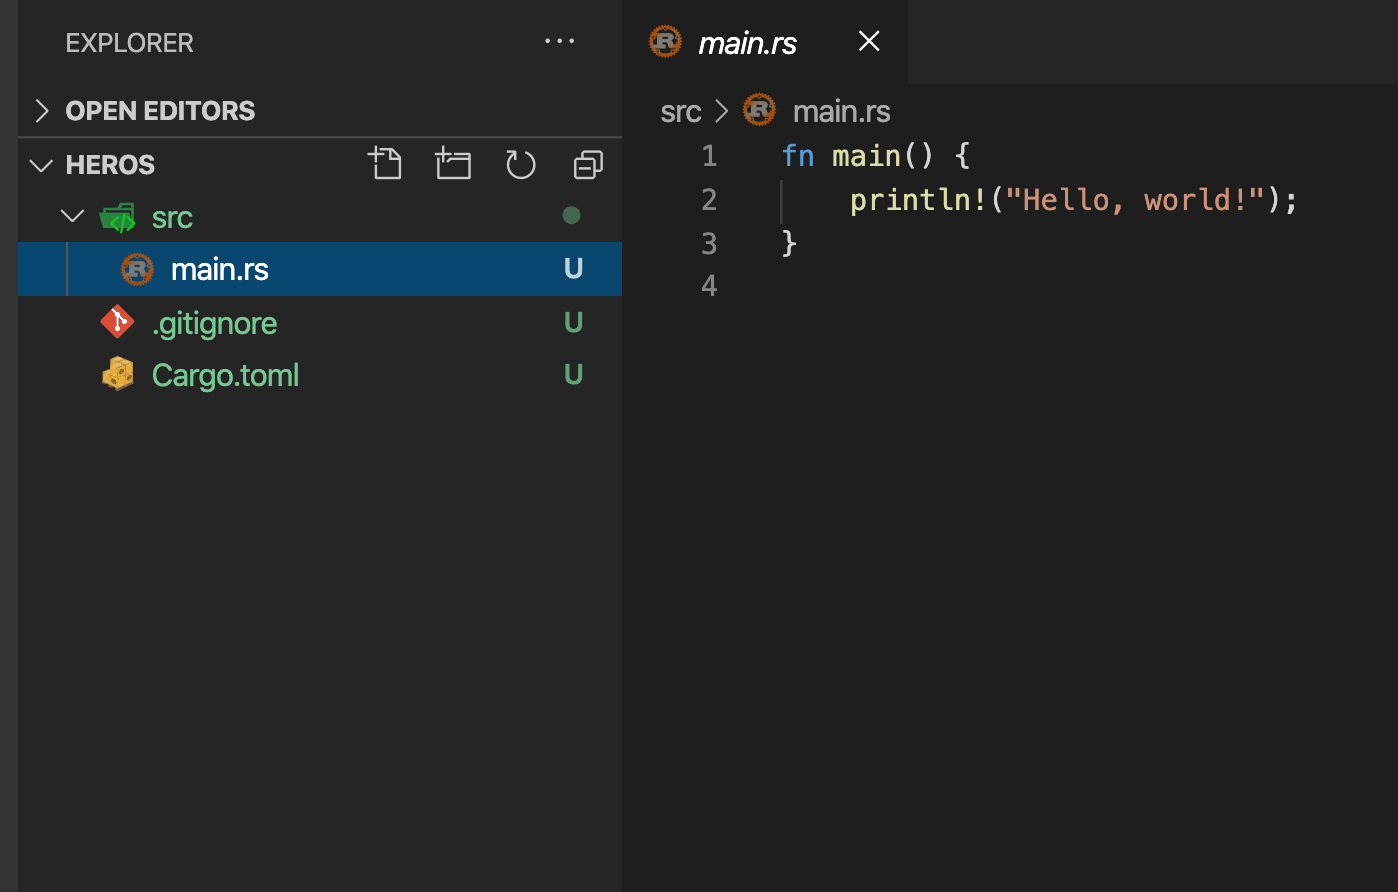 EXPLORER
OPEN EDITORS
HEROS
src
main.rs U
.gitignore U
Cargo.toml U
main.rs
src > main.rs
1 fn main() {
2     println!("Hello, world!");
3 }
4